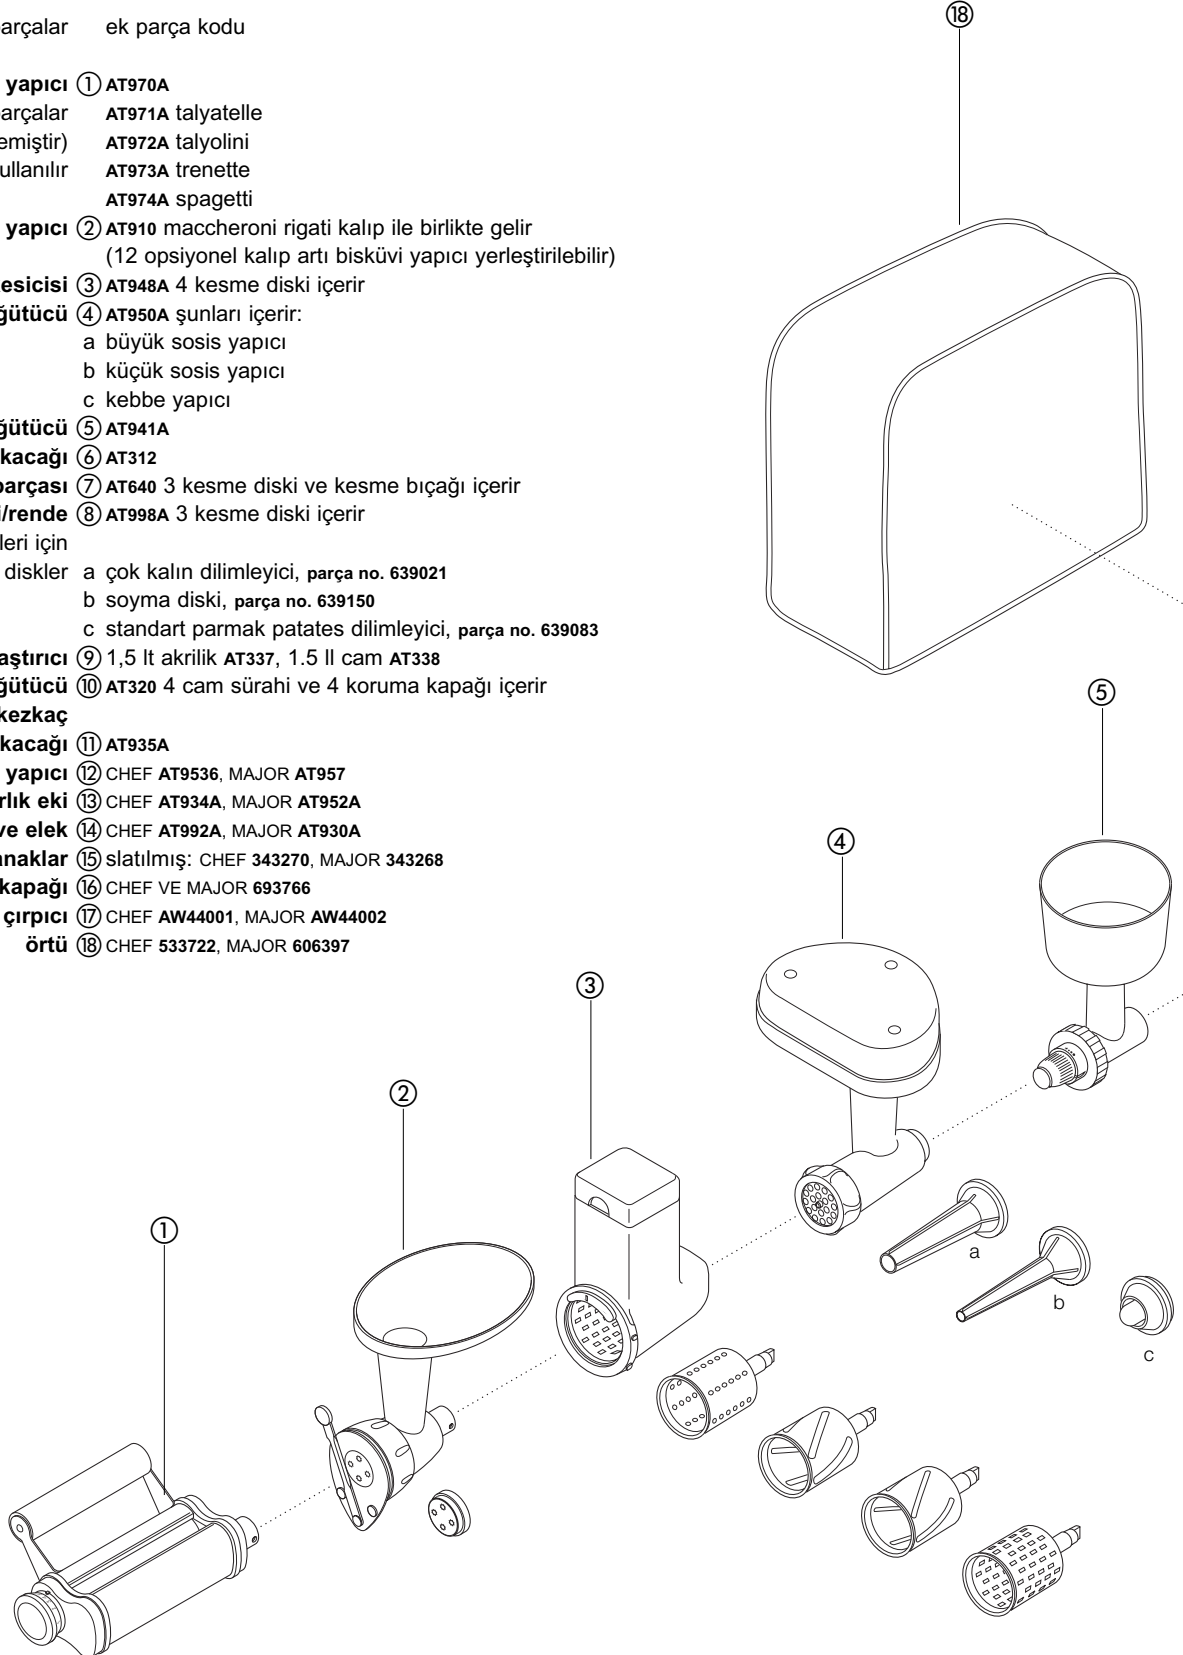 arçalar ek parça kodu
yapıcı ① AT970A
arçalar AT971A talyatelle
emiştir) AT972A talyolini
ullanılır AT973A trenette
AT974A spagetti
yapıcı ② AT910 maccheroni rigati kalıp ile birlikte gelir
(12 opsiyonel kalıp artı bisküvi yapıcı yerleştirilebilir)
esicisi ③ AT948A 4 kesme diski içerir
ğütücü ④ AT950A şunları içerir:
a büyük sosis yapıcı
b küçük sosis yapıcı
c kebbe yapıcı
ğütücü ⑤ AT941A
kacağı ⑥ AT312
parçası ⑦ AT640 3 kesme diski ve kesme bıçağı içerir
i/rende ⑧ AT998A 3 kesme diski içerir
leri için
diskler a çok kalın dilimleyici, parça no. 639021
b soyma diski, parça no. 639150
c standart parmak patates dilimleyici, parça no. 639083
aştırıcı ⑨ 1,5 lt akrilik AT337, 1.5 ll cam AT338
ğütücü ⑩ AT320 4 cam sürahi ve 4 koruma kapağı içerir
kezkaç
kacağı ⑪ AT935A
yapıcı ⑫ CHEF AT9536, MAJOR AT957
rlık eki ⑬ CHEF AT934A, MAJOR AT952A
ve elek ⑭ CHEF AT992A, MAJOR AT930A
anaklar ⑮ slatılmış: CHEF 343270, MAJOR 343268
kapağı ⑯ CHEF VE MAJOR 693766
çırpıcı ⑰ CHEF AW44001, MAJOR AW44002
örtü ⑱ CHEF 533722, MAJOR 606397
⑱
⑤
④
③
②
①
a
b
c